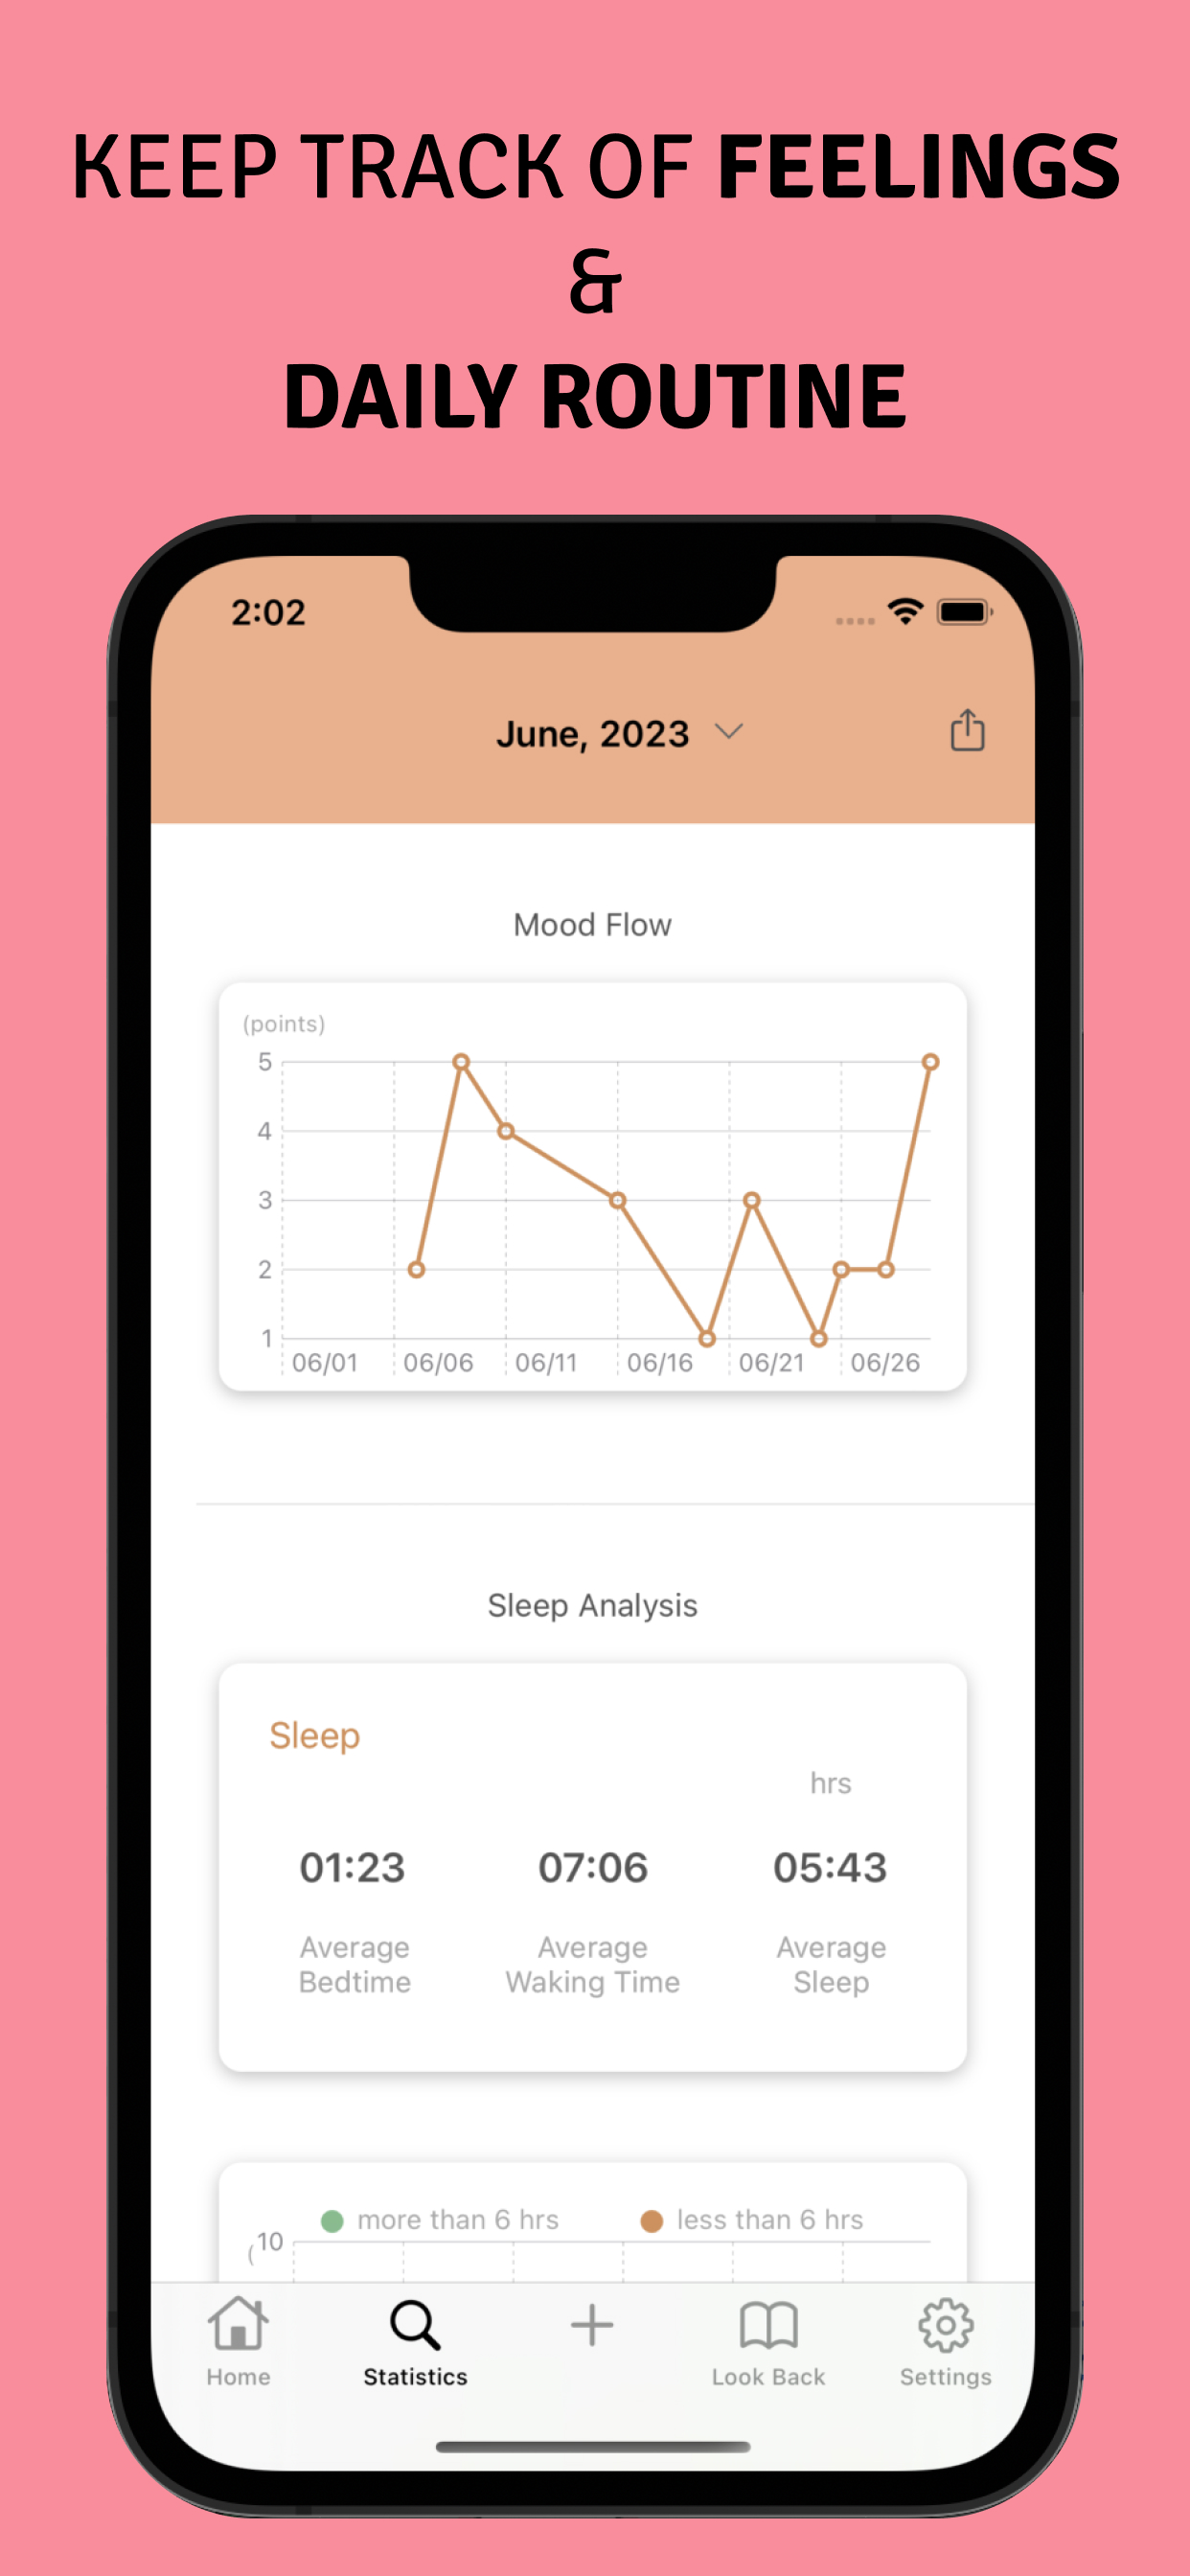 KEEP TRACK OF FEELINGS
&
DAILY ROUTINE
2:02
June, 2023
Mood Flow
(points)
5
4
3
2
1
06/01 06/06 06/11 06/16 06/21 06/26
Sleep Analysis
Sleep
hrs
01:23 07:06 05:43
Average Average Average
Bedtime Waking Time Sleep
more than 6 hrs less than 6 hrs
(10
Home Statistics Look Back Settings